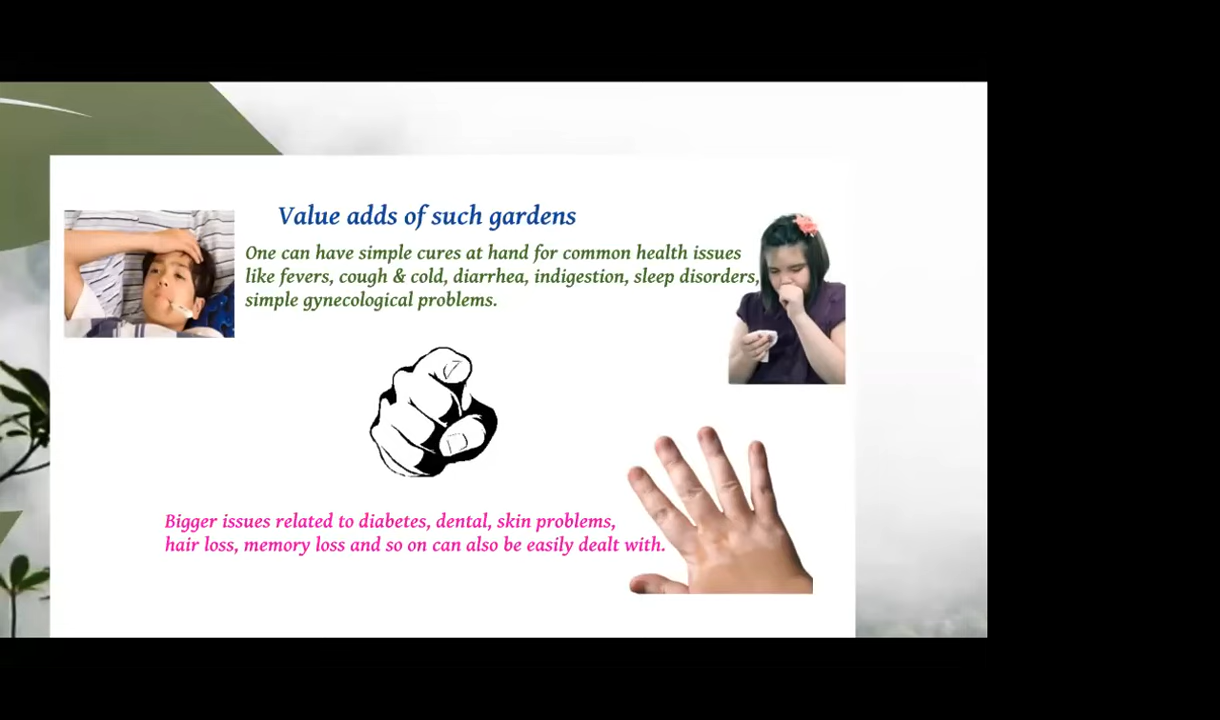 Value adds of such gardens
One can have simple cures at hand for common health issues
like fevers, cough & cold, diarrhea, indigestion, sleep disorders,
simple gynecological problems.
Bigger issues related to diabetes, dental, skin problems,
hair loss, memory loss and so on can also be easily dealt with.